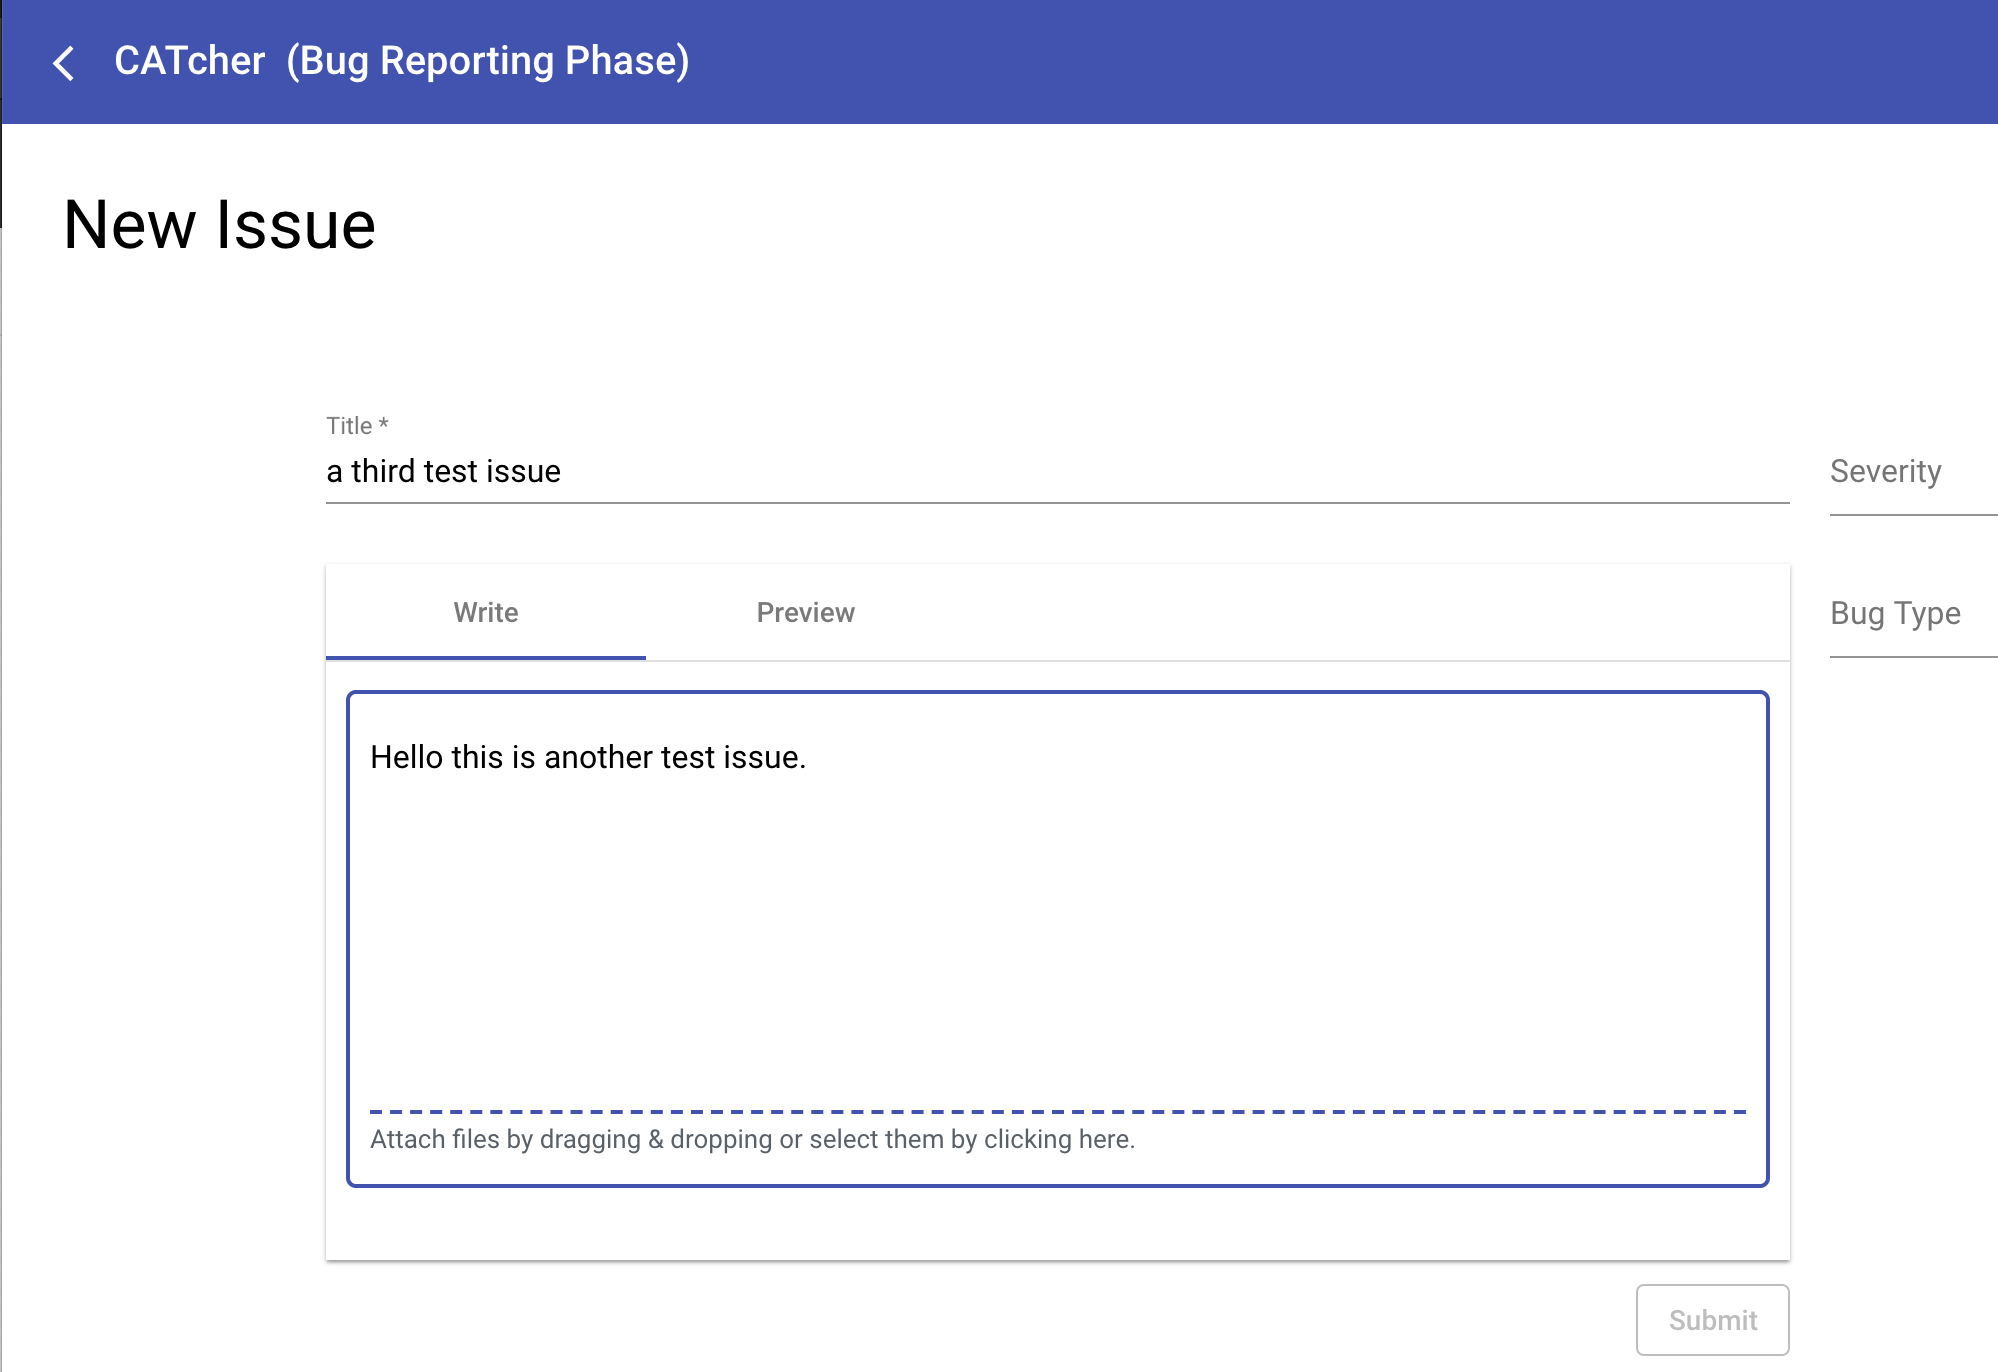 CATcher (Bug Reporting Phase)
New Issue
Title *
a third test issue
Severity
Write
Preview
Bug Type
Hello this is another test issue.
Attach files by dragging & dropping or select them by clicking here.
Submit